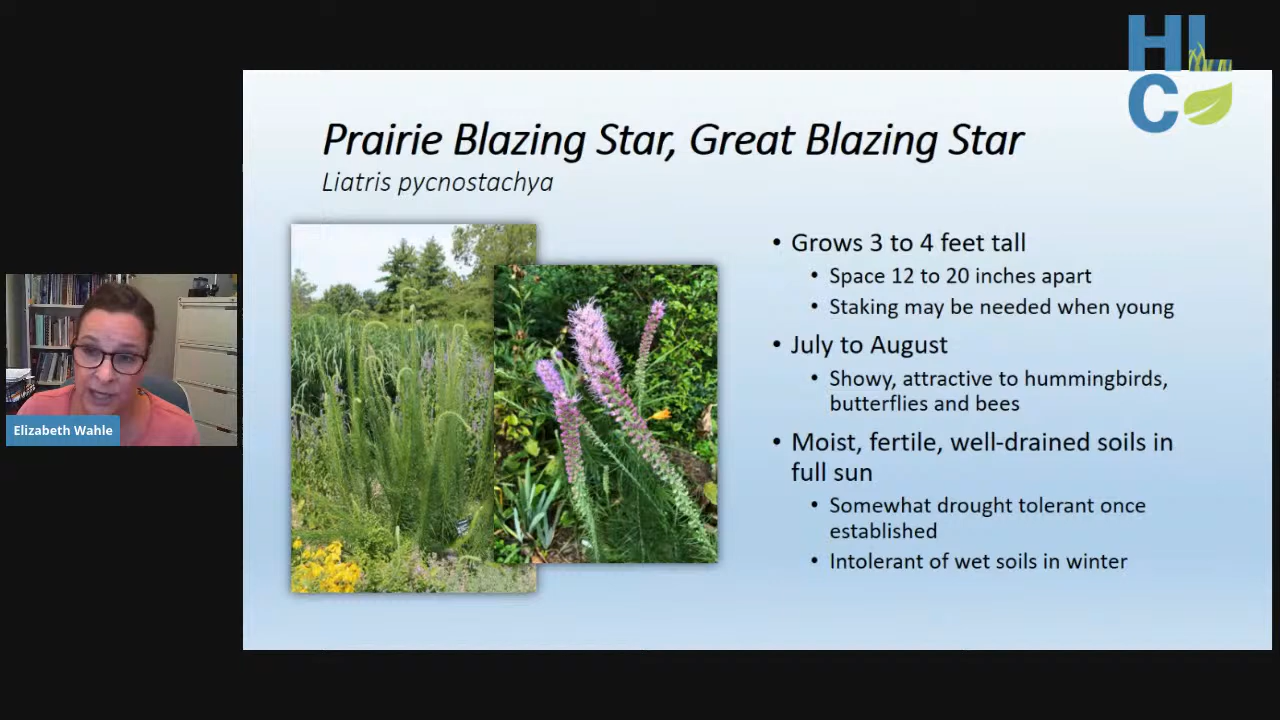 HL
C
Prairie Blazing Star, Great Blazing Star
Liatris pycnostachya
• Grows 3 to 4 feet tall
• Space 12 to 20 inches apart
• Staking may be needed when young
• July to August
• Showy, attractive to hummingbirds,
butterflies and bees
• Moist, fertile, well-drained soils in
full sun
• Somewhat drought tolerant once
established
• Intolerant of wet soils in winter
Elizabeth Wahle